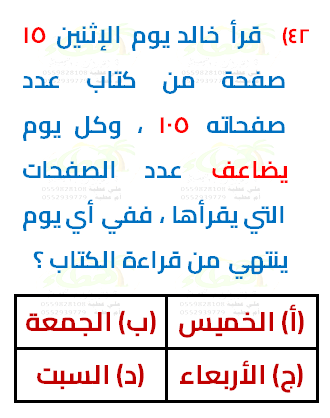 ٤٢) قرأ خالد يوم الإثنين ١٥
صفحة من كتاب عدد
صفحاته ١٠٥ ، وكل يوم
يضاعف عدد الصفحات
التي يقرأها ، ففي أي يوم
ينتهي من قراءة الكتاب ؟
(أ) الخميس (ب) الجمعة
(ج) الأربعاء (د) السبت